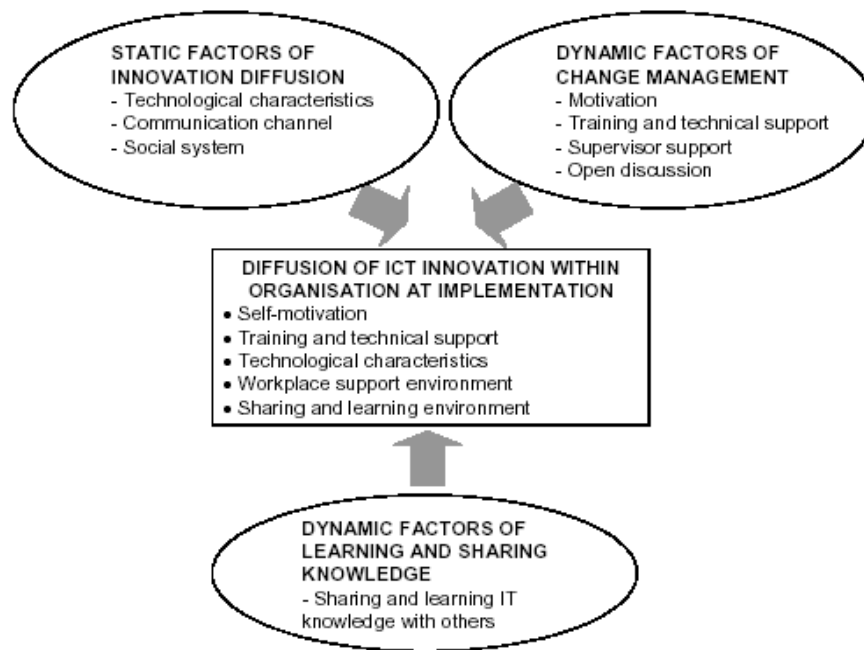 STATIC FACTORS OF
INNOVATION DIFFUSION
- Technological characteristics
- Communication channel
- Social system
DYNAMIC FACTORS OF
CHANGE MANAGEMENT
- Motivation
- Training and technical support
- Supervisor support
- Open discussion
DIFFUSION OF ICT INNOVATION WITHIN
ORGANISATION AT IMPLEMENTATION
● Self-motivation
● Training and technical support
● Technological characteristics
● Workplace support environment
● Sharing and learning environment
DYNAMIC FACTORS OF
LEARNING AND SHARING
KNOWLEDGE
- Sharing and learning IT
knowledge with others